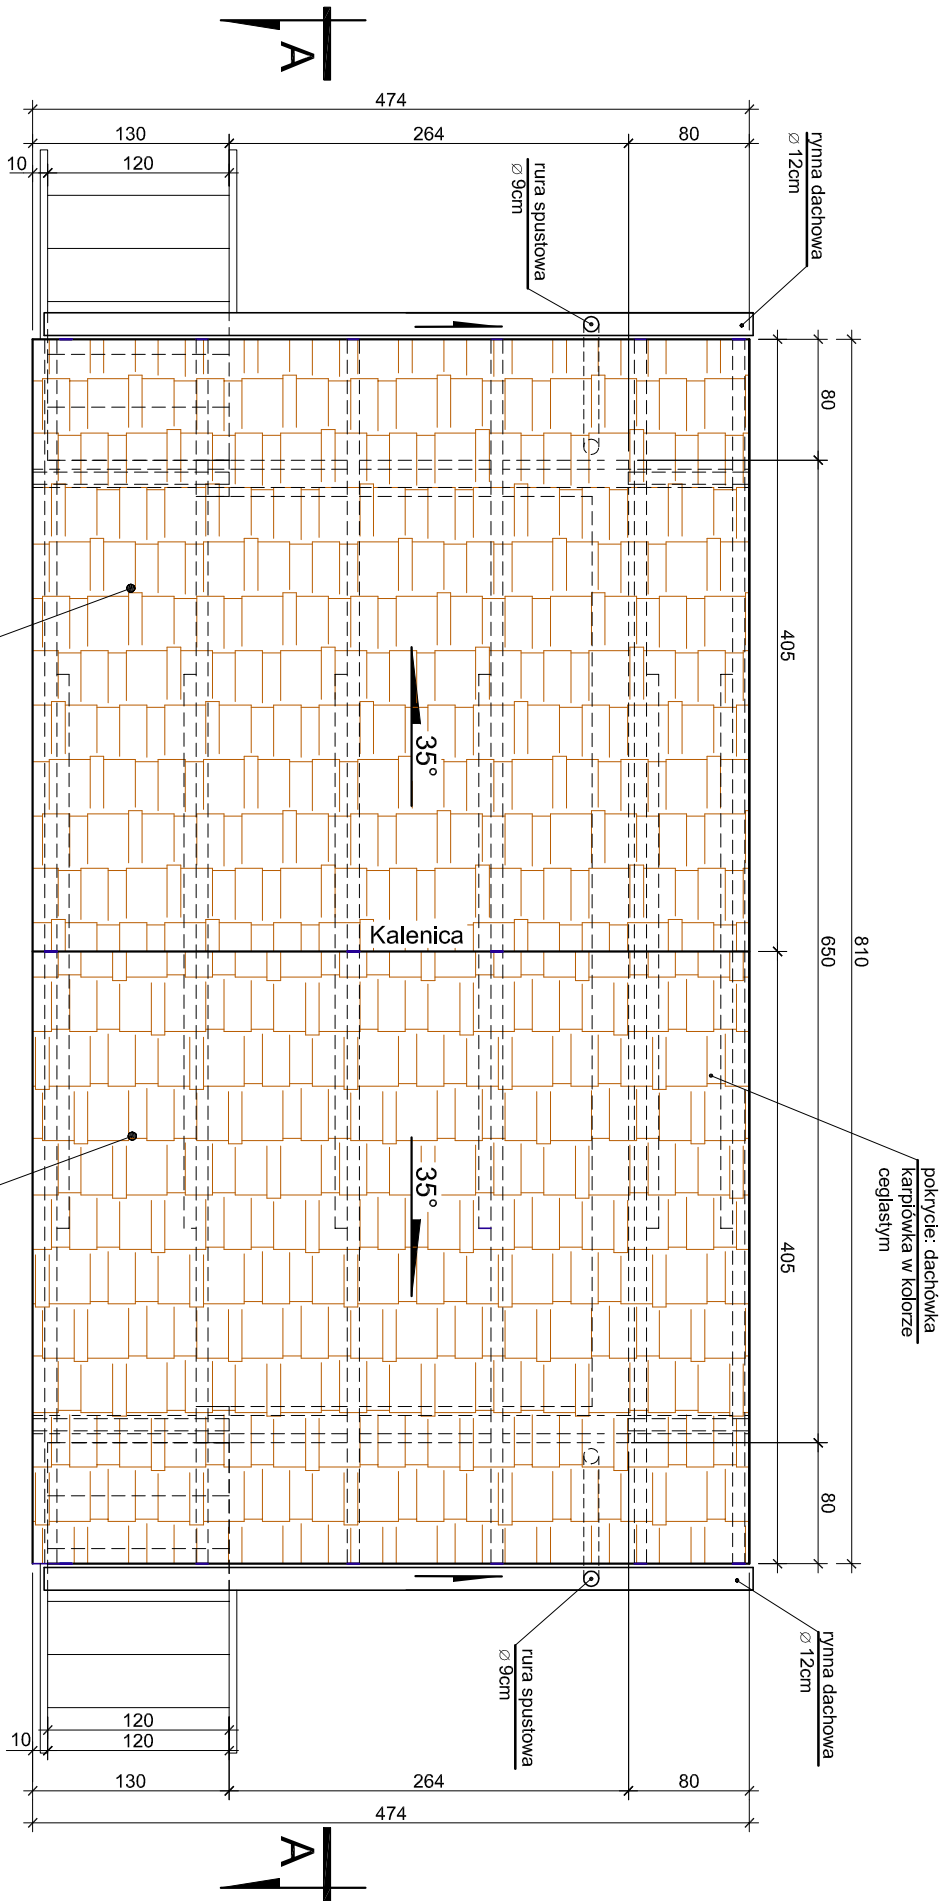 A
474
130
264
80
10
120
rynna dachowa
⌀ 12cm
rura spustowa
⌀ 9cm
80
405
810
650
35°
Kalenica
35°
pokrycie: dachówka
karpiówka w kolorze
ceglastym
405
80
rynna dachowa
⌀ 12cm
rura spustowa
⌀ 9cm
120
10
120
130
264
80
474
A